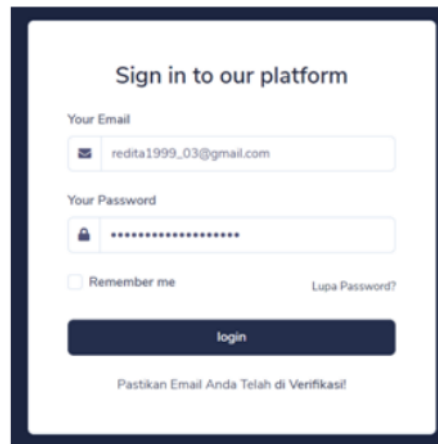 Sign in to our platform
Your Email
redita1999_03@gmail.com
Your Password
*******************
Remember me
Lupa Password?
login
Pastikan Email Anda Telah di Verifikasi!